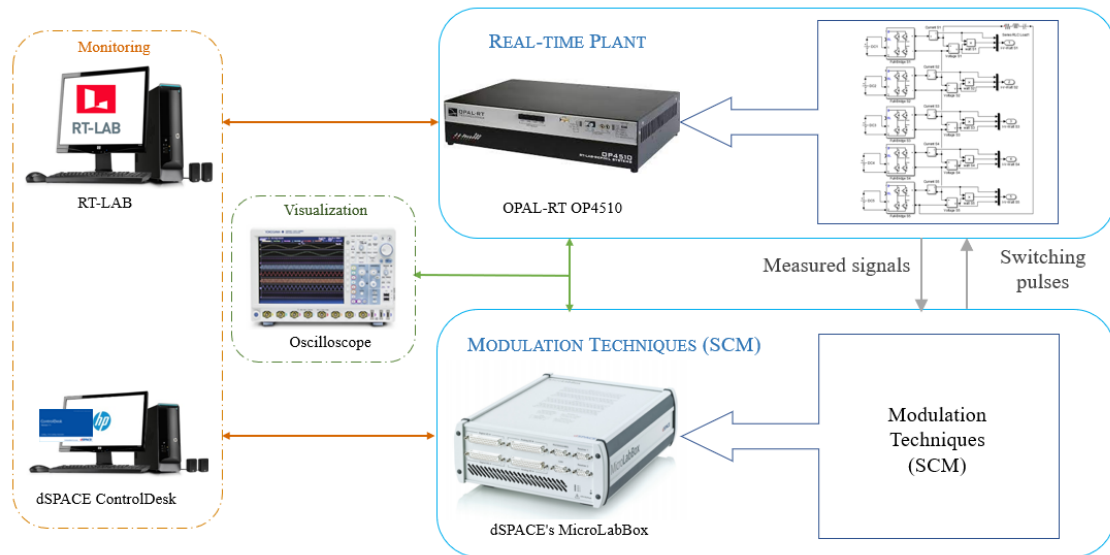 Monitoring
RT-LAB
RT-LAB
REAL-TIME PLANT
OPAL-RT
OP4510
OPAL-RT OP4510
Visualization
Oscilloscope
Measured signals
Switching
pulses
MODULATION TECHNIQUES (SCM)
MicroLabBox
dSPACE's MicroLabBox
Modulation
Techniques
(SCM)
hp
dSPACE ControlDesk